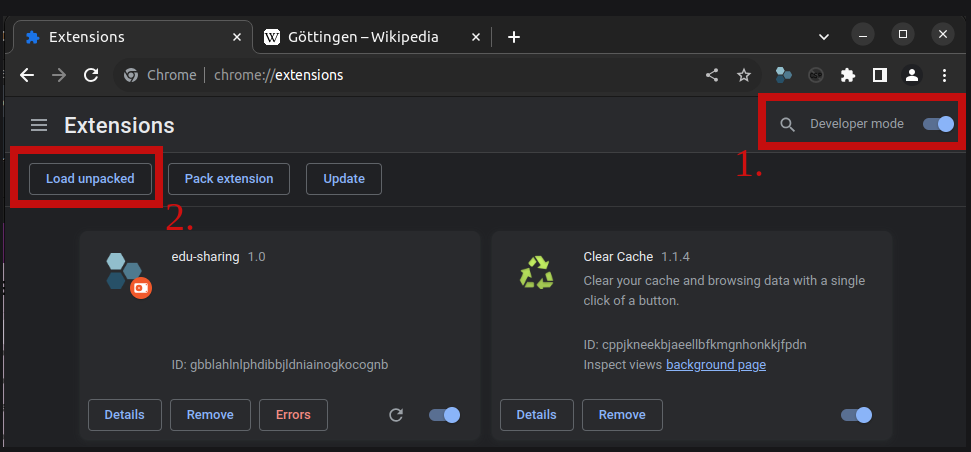 Extensions
Göttingen – Wikipedia
Chrome | chrome://extensions
Extensions
Developer mode
1.
Load unpacked
Pack extension
Update
2.
edu-sharing 1.0
ID: gbblahlnlphdibbjldniainogkocognb
Details
Remove
Errors
Clear Cache 1.1.4
Clear your cache and browsing data with a single
click of a button.
ID: cppjkneekbjaeellbfkmgnhonkkjfpdn
Inspect views background page
Details
Remove